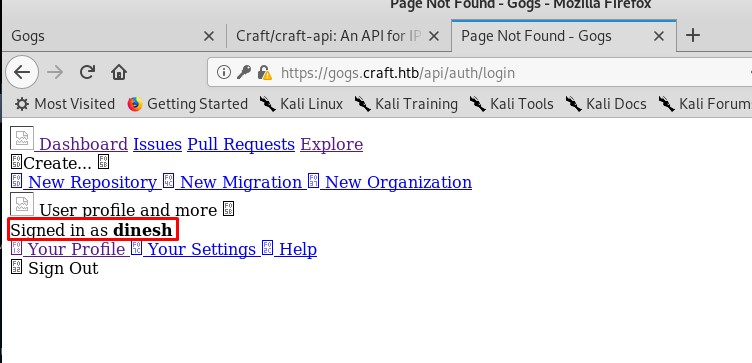 Page Not Found - Gogs - Mozilla Firefox
Gogs
Craft/craft-api: An API for IP
Page Not Found - Gogs
https://gogs.craft.htb/api/auth/login
Most Visited Getting Started Kali Linux Kali Training Kali Tools Kali Docs Kali Forum
Dashboard Issues Pull Requests Explore
Create...
New Repository New Migration New Organization
User profile and more
Signed in as dinesh
Your Profile Your Settings Help
Sign Out